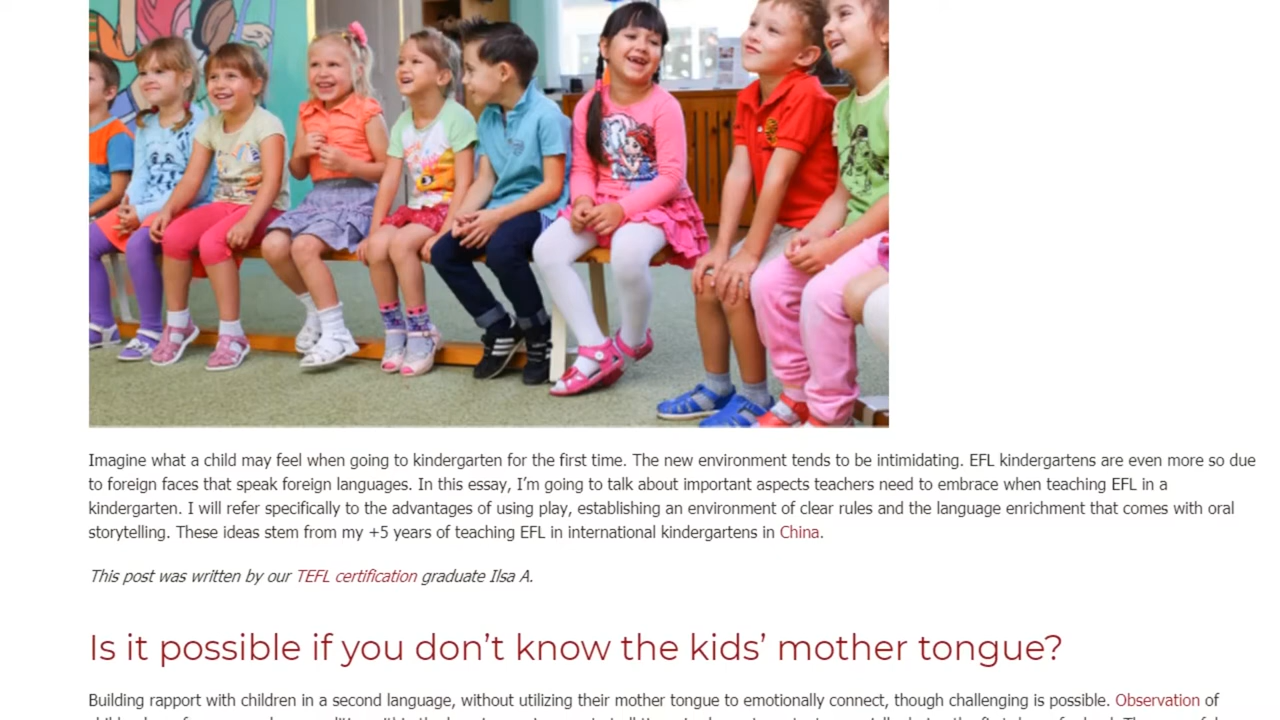 Imagine what a child may feel when going to kindergarten for the first time. The new environment tends to be intimidating. EFL kindergartens are even more so due
to foreign faces that speak foreign languages. In this essay, I’m going to talk about important aspects teachers need to embrace when teaching EFL in a
kindergarten. I will refer specifically to the advantages of using play, establishing an environment of clear rules and the language enrichment that comes with oral
storytelling. These ideas stem from my +5 years of teaching EFL in international kindergartens in China.
This post was written by our TEFL certification graduate Ilsa A.
Is it possible if you don’t know the kids’ mother tongue?
Building rapport with children in a second language, without utilizing their mother tongue to emotionally connect, though challenging is possible. Observation of